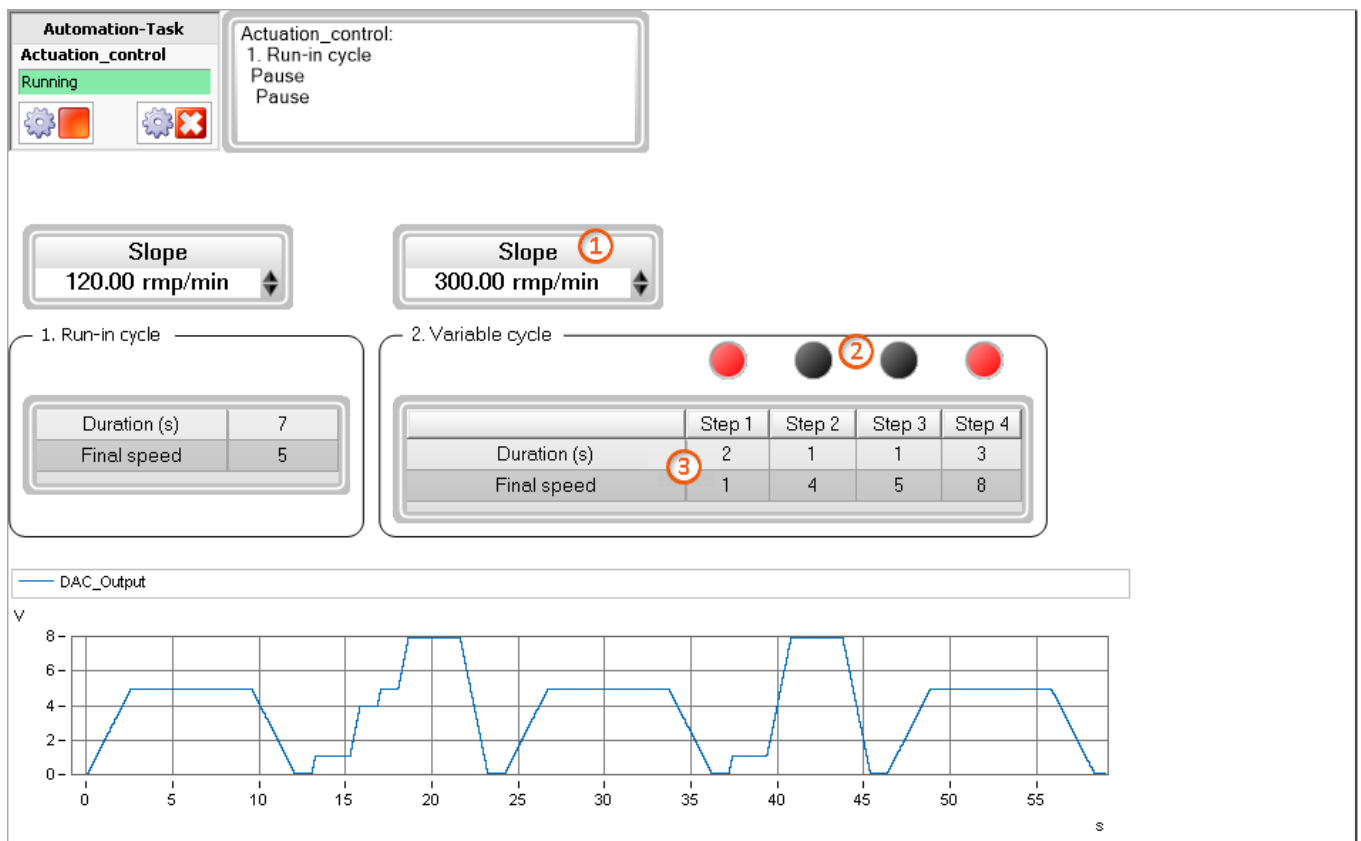 Automation-Task
Actuation_control
Running
Actuation_control:
1. Run-in cycle
Pause
Pause
Slope
120.00 rmp/min
Slope 1
300.00 rmp/min
1. Run-in cycle
Duration (s) 7
Final speed 5
2. Variable cycle
2
Step 1 Step 2 Step 3 Step 4
Duration (s) 2 1 1 3
3
Final speed 1 4 5 8
DAC_Output
V
8
6
4
2
0
0 5 10 15 20 25 30 35 40 45 50 55
s